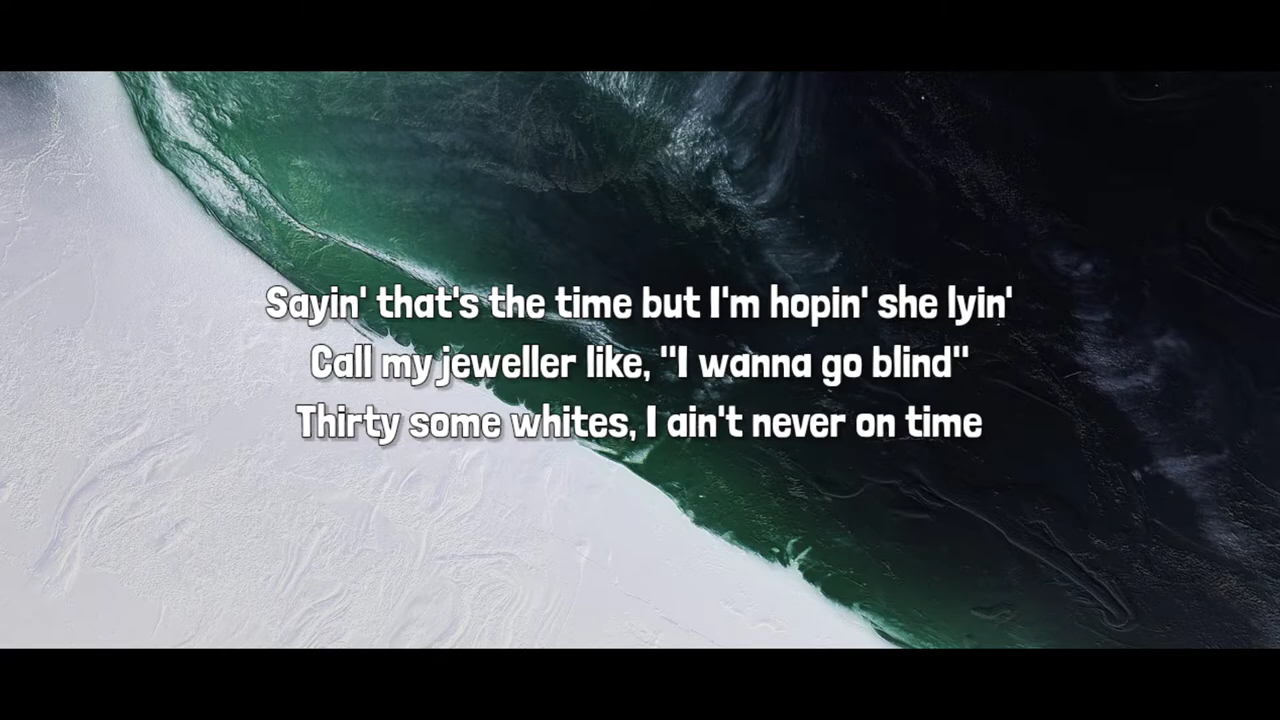 Sayin' that's the time but I'm hopin' she lyin'
Call my jeweller like, "I wanna go blind"
Thirty some whites, I ain't never on time